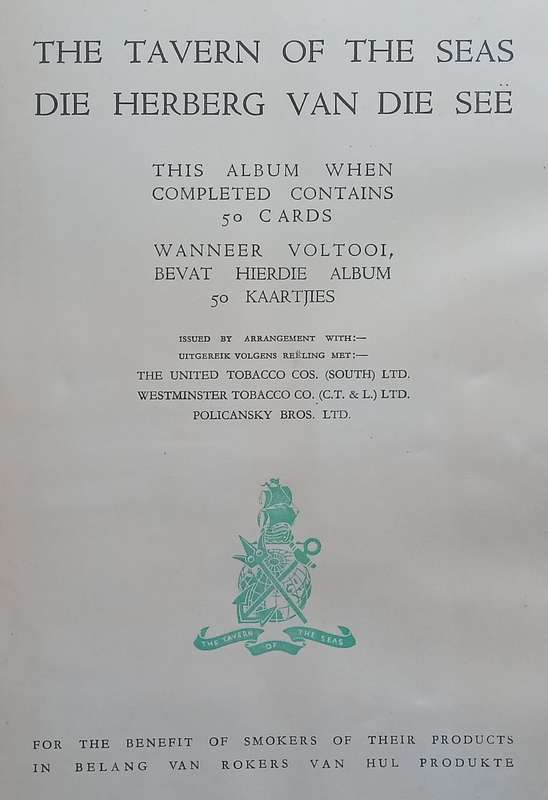 THE TAVERN OF THE SEAS
DIE HERBERG VAN DIE SEË
THIS ALBUM WHEN
COMPLETED CONTAINS
50 CARDS
WANNEER VOLTOOI,
BEVAT HIERDIE ALBUM
50 KAARTJIES
ISSUED BY ARRANGEMENT WITH:—
UITGEREIK VOLGENS REËLING MET:—
THE UNITED TOBACCO COS. (SOUTH) LTD.
WESTMINSTER TOBACCO CO. (C.T. & L.) LTD.
POLICANSKY BROS. LTD.
THE TAVERN OF THE SEAS
FOR THE BENEFIT OF SMOKERS OF THEIR PRODUCTS
IN BELANG VAN ROKERS VAN HUL PRODUKTE